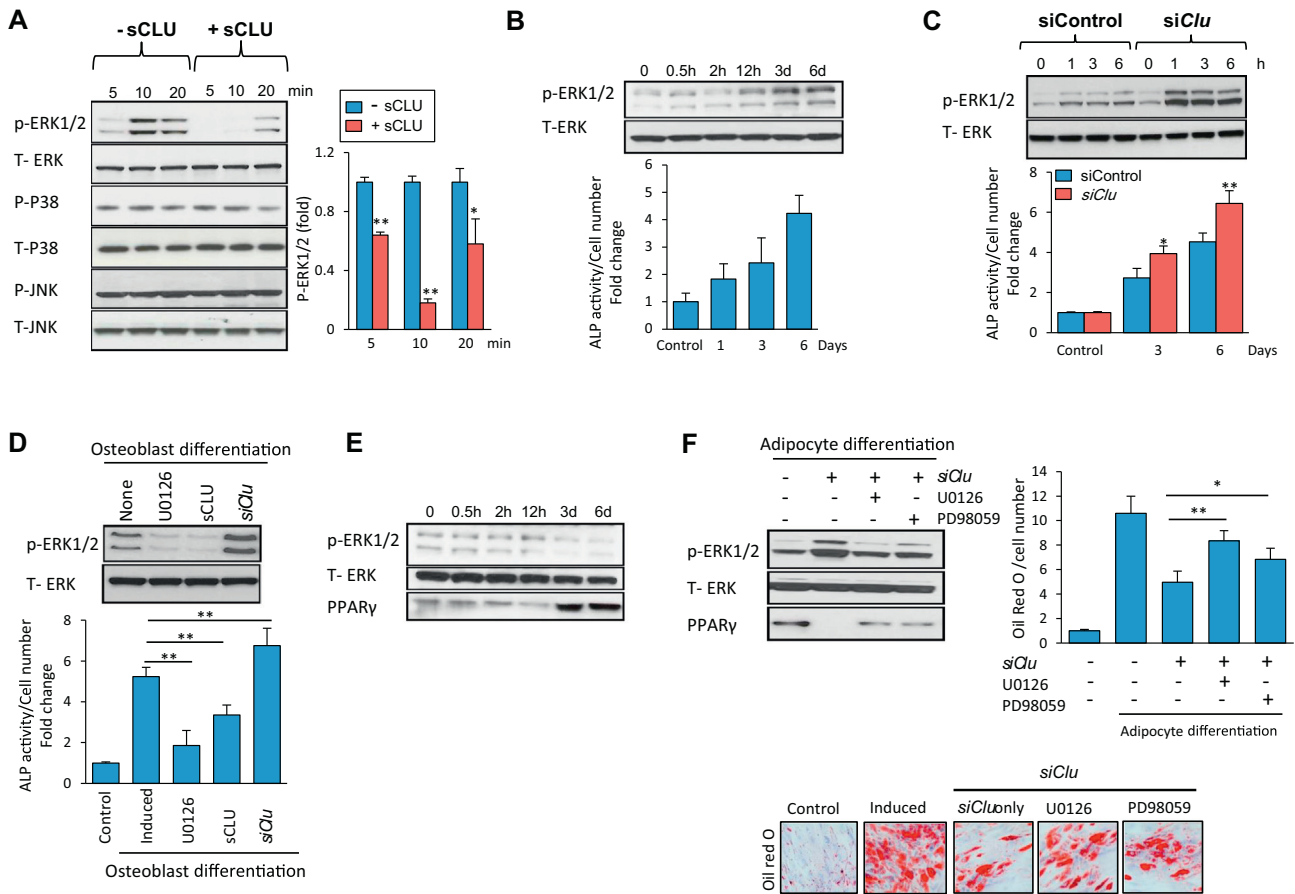 A
- sCLU + sCLU
5 10 20 5 10 20 min
p-ERK1/2
T- ERK
P-P38
T-P38
P-JNK
T-JNK
- sCLU
+ sCLU
P-ERK1/2 (fold)
1.2
0.8
0.4
0
** ** *
5 10 20 min
B
0 0.5h 2h 12h 3d 6d
p-ERK1/2
T-ERK
ALP activity/Cell number
Fold change
6
5
4
3
2
1
0
Control 1 3 6 Days
C
siControl siClu
0 1 3 6 0 1 3 6 h
p-ERK1/2
T- ERK
siControl
siClu
ALP activity/Cell number
Fold change
8
6
4
2
0
* **
Control 3 6 Days
D
Osteoblast differentiation
None U0126 sCLU siClu
p-ERK1/2
T- ERK
ALP activity/Cell number
Fold change
8
6
4
2
0
**
**
**
Control Induced U0126 sCLU siClu
Osteoblast differentiation
E
0 0.5h 2h 12h 3d 6d
p-ERK1/2
T- ERK
PPARγ
F
Adipocyte differentiation
- + + + siClu
- - + - U0126
- - - + PD98059
p-ERK1/2
T- ERK
PPARγ
Oil Red O /cell number
14
12
10
8
6
4
2
0
*
**
siClu - - + + +
U0126 - - - + -
PD98059 - - - - +
Adipocyte differentiation
siClu
Control Induced siCluonly U0126 PD98059
Oil red O